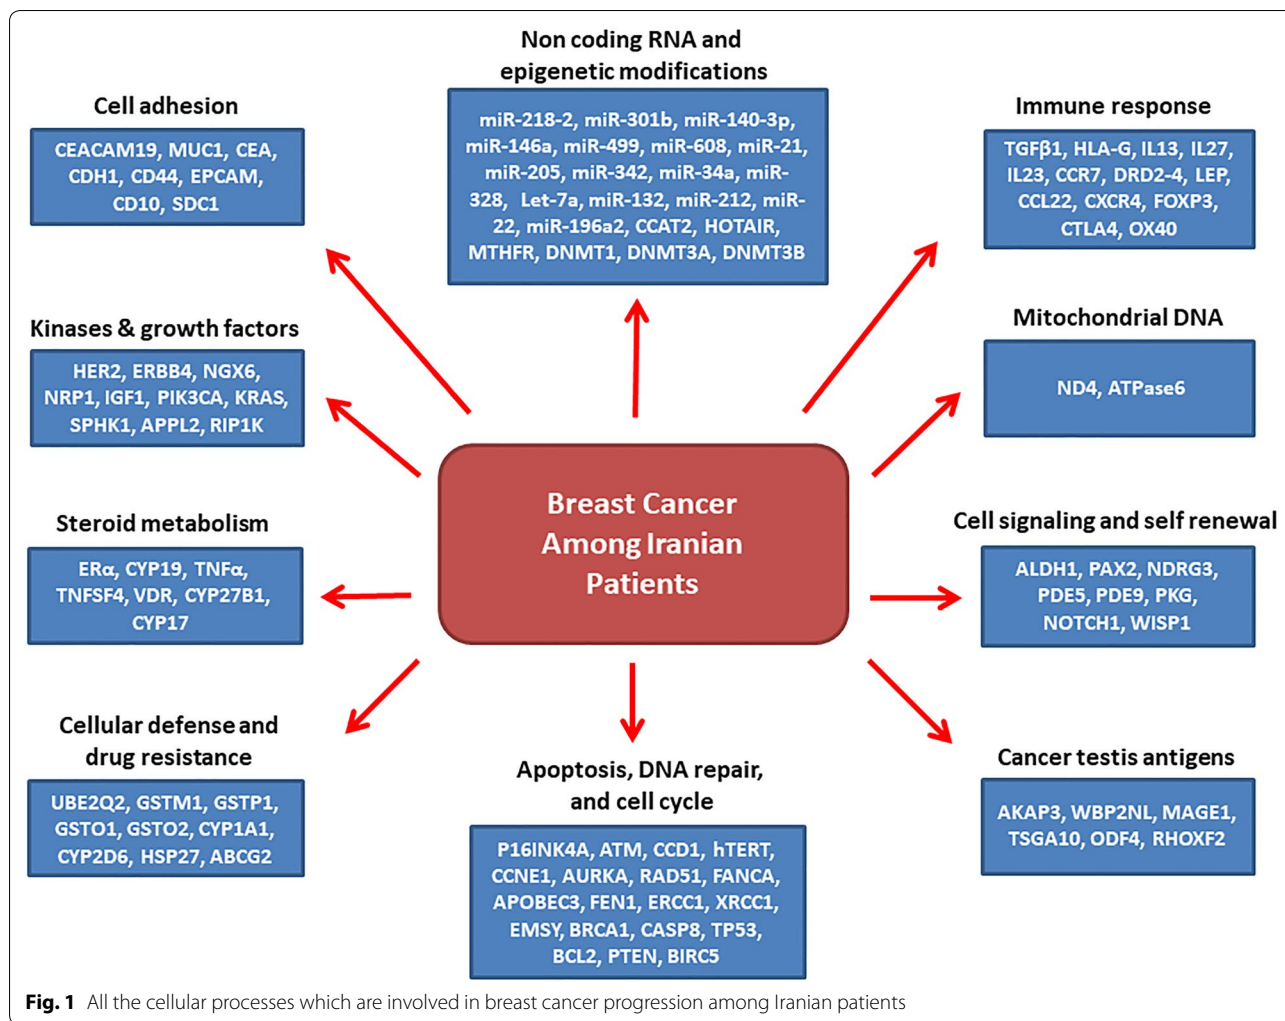 Non coding RNA and
epigenetic modifications
miR-218-2, miR-301b, miR-140-3p,
miR-146a, miR-499, miR-608, miR-21,
miR-205, miR-342, miR-34a, miR-
328, Let-7a, miR-132, miR-212, miR-
22, miR-196a2, CCAT2, HOTAIR,
MTHFR, DNMT1, DNMT3A, DNMT3B
Cell adhesion
CEACAM19, MUC1, CEA,
CDH1, CD44, EPCAM,
CD10, SDC1
Immune response
TGFβ1, HLA-G, IL13, IL27,
IL23, CCR7, DRD2-4, LEP,
CCL22, CXCR4, FOXP3,
CTLA4, OX40
Kinases & growth factors
HER2, ERBB4, NGX6,
NRP1, IGF1, PIK3CA, KRAS,
SPHK1, APPL2, RIP1K
Mitochondrial DNA
ND4, ATPase6
Breast Cancer
Among Iranian
Patients
Steroid metabolism
ERα, CYP19, TNFα,
TNFSF4, VDR, CYP27B1,
CYP17
Cell signaling and self renewal
ALDH1, PAX2, NDRG3,
PDE5, PDE9, PKG,
NOTCH1, WISP1
Cellular defense and
drug resistance
UBE2Q2, GSTM1, GSTP1,
GSTO1, GSTO2, CYP1A1,
CYP2D6, HSP27, ABCG2
Apoptosis, DNA repair,
and cell cycle
P16INK4A, ATM, CCD1, hTERT,
CCNE1, AURKA, RAD51, FANCA,
APOBEC3, FEN1, ERCC1, XRCC1,
EMSY, BRCA1, CASP8, TP53,
BCL2, PTEN, BIRC5
Cancer testis antigens
AKAP3, WBP2NL, MAGE1,
TSGA10, ODF4, RHOXF2
Fig. 1 All the cellular processes which are involved in breast cancer progression among Iranian patients